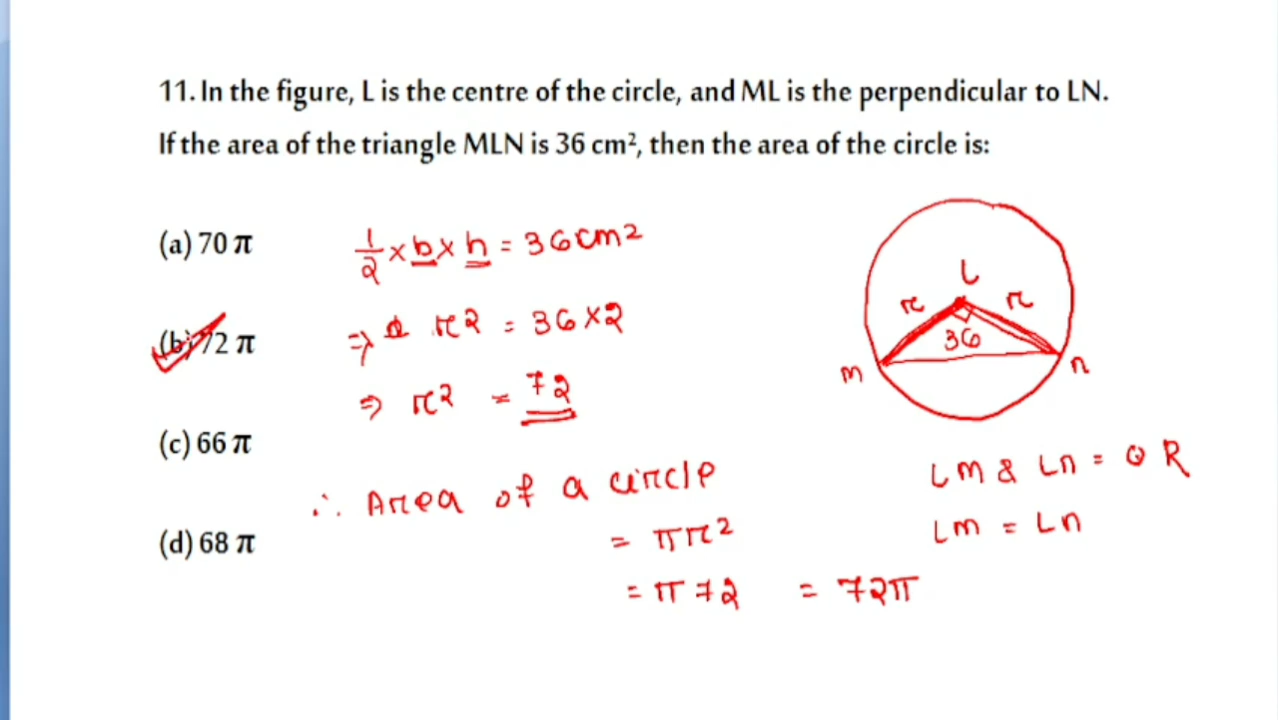 11. In the figure, L is the centre of the circle, and ML is the perpendicular to LN.
If the area of the triangle MLN is 36 cm², then the area of the circle is:
(a) 70 π
1/2 × b × h = 36 cm²
(b) 72 π
⇒ r² = 36 × 2
⇒ r² = 72
(c) 66 π
(d) 68 π
∴ Area of a circle
= πr²
= π 72 = 72π
L
r r
36
m n
Lm & Ln = R
Lm = Ln